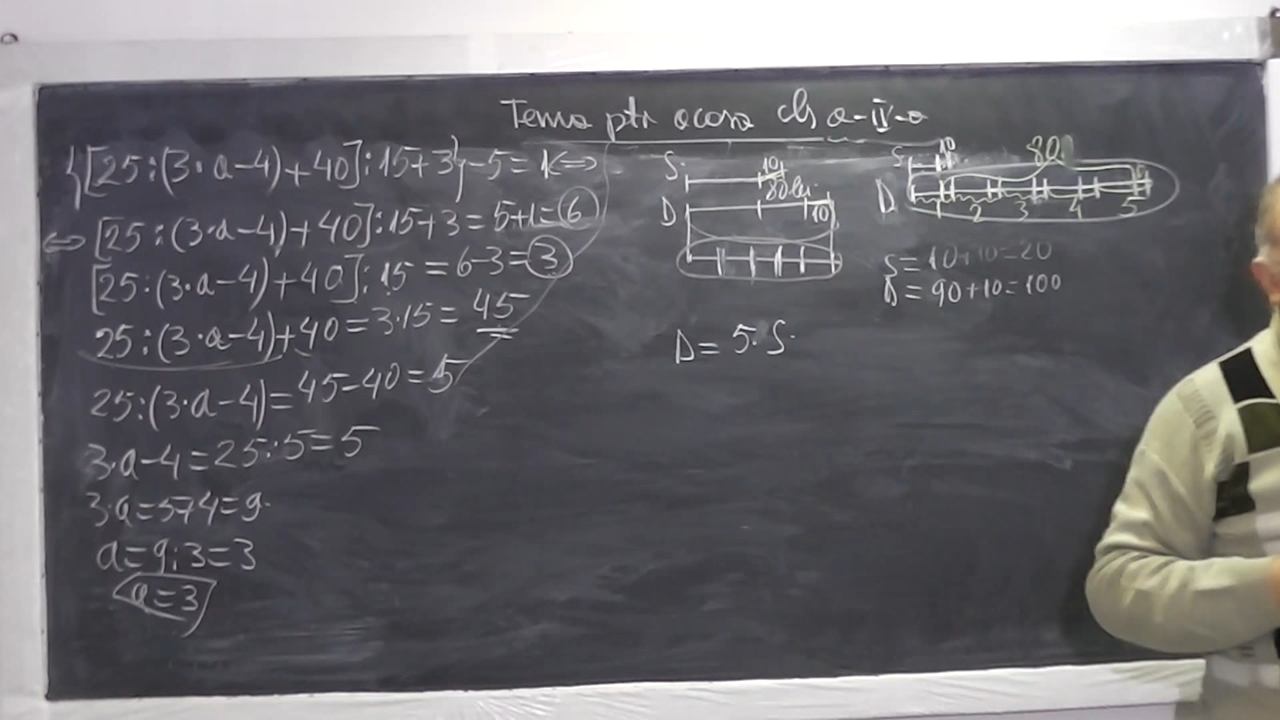 Tema ptr acasa cls a-IV-a
{[25:(3·a-4)+40]:15+3}-5=1⇔
⇔ [25:(3·a-4)+40]:15+3=5+1=6
[25:(3·a-4)+40]:15=6-3=3
25:(3·a-4)+40=3·15=45
25:(3·a-4)=45-40=5
3·a-4=25:5=5
3·a=5+4=9
a=9:3=3
a=3
S. 10
80 lei
D 10
D=5·S.
S 10 80
D 1 2 3 4 5
S=10+10=20
D=90+10=100